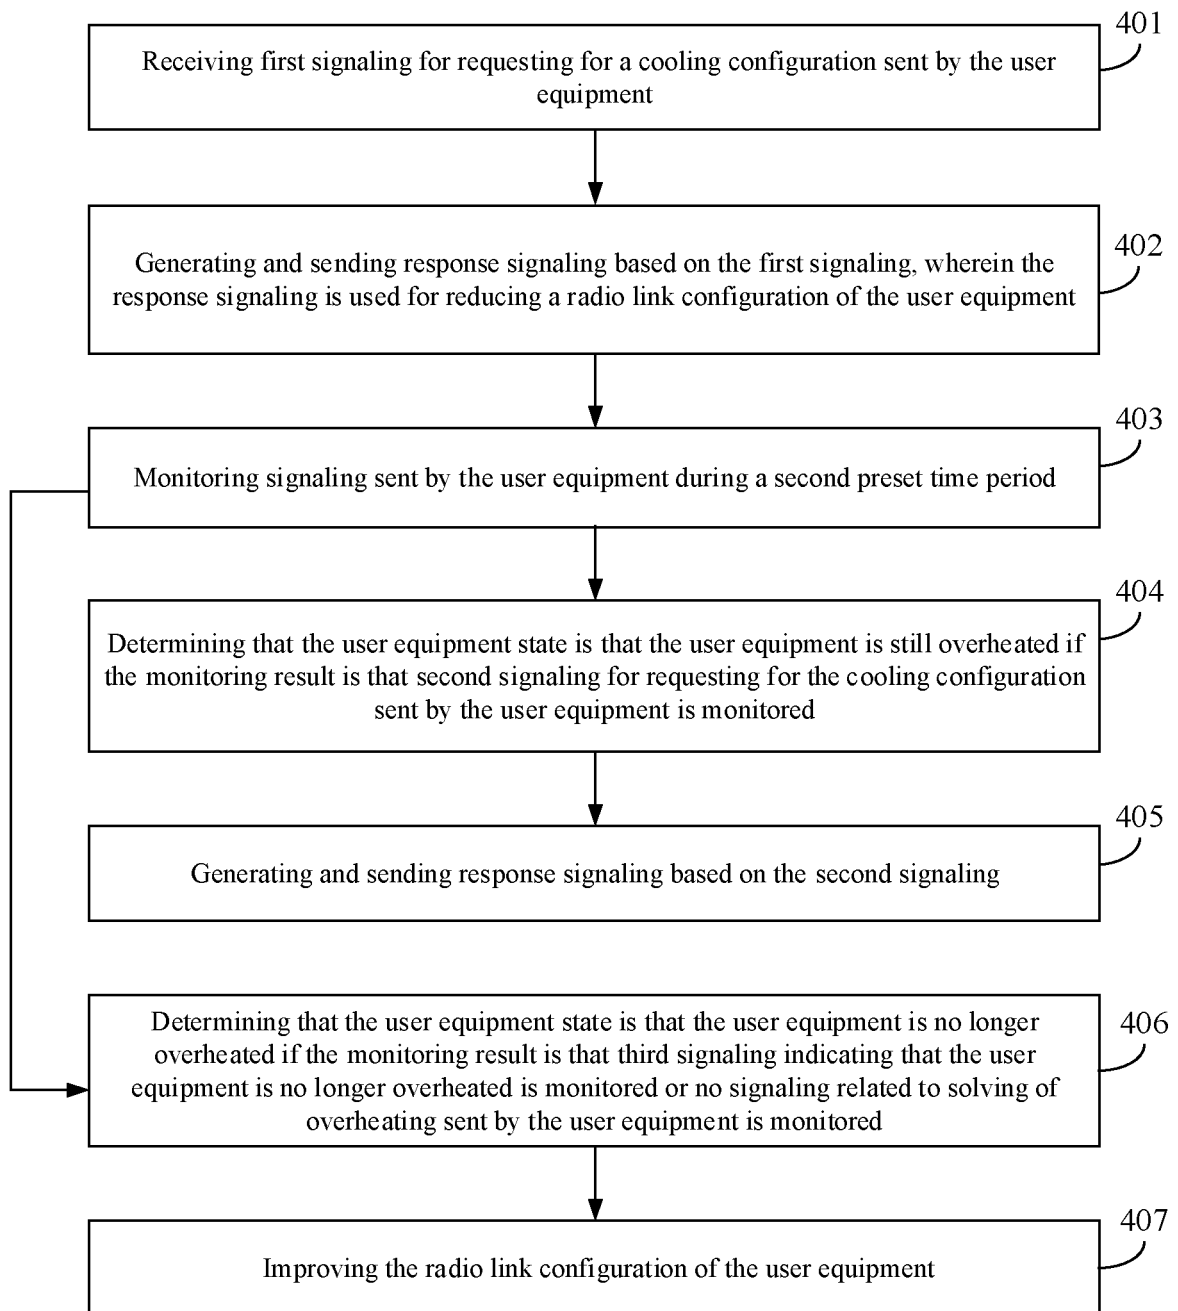 401
Receiving first signaling for requesting for a cooling configuration sent by the user
equipment
402
Generating and sending response signaling based on the first signaling, wherein the
response signaling is used for reducing a radio link configuration of the user equipment
403
Monitoring signaling sent by the user equipment during a second preset time period
404
Determining that the user equipment state is that the user equipment is still overheated if
the monitoring result is that second signaling for requesting for the cooling configuration
sent by the user equipment is monitored
405
Generating and sending response signaling based on the second signaling
406
Determining that the user equipment state is that the user equipment is no longer
overheated if the monitoring result is that third signaling indicating that the user
equipment is no longer overheated is monitored or no signaling related to solving of
overheating sent by the user equipment is monitored
407
Improving the radio link configuration of the user equipment